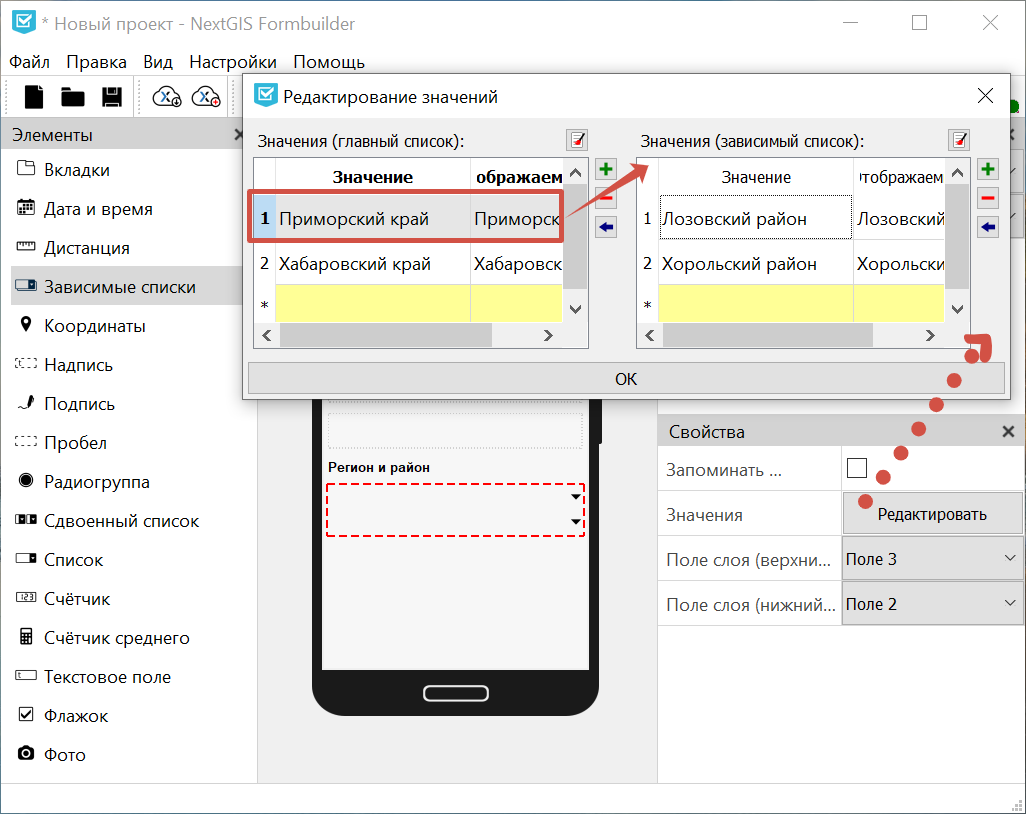 * Новый проект - NextGIS Formbuilder
Файл Правка Вид Настройки Помощь
Элементы
Вкладки
Дата и время
Дистанция
Зависимые списки
Координаты
Надпись
Подпись
Пробел
Радиогруппа
Сдвоенный список
Список
Счётчик
Счётчик среднего
Текстовое поле
Флажок
Фото
Редактирование значений
Значения (главный список):
Значение ображаем
1 Приморский край Приморск
2 Хабаровский край Хабаровск
*
Значения (зависимый список):
Значение Отображаем
1 Лозовский район Лозовский
2 Хорольский район Хорольски
*
OK
Регион и район
Свойства
Запоминать ...
Значения Редактировать
Поле слоя (верхни... Поле 3
Поле слоя (нижний... Поле 2